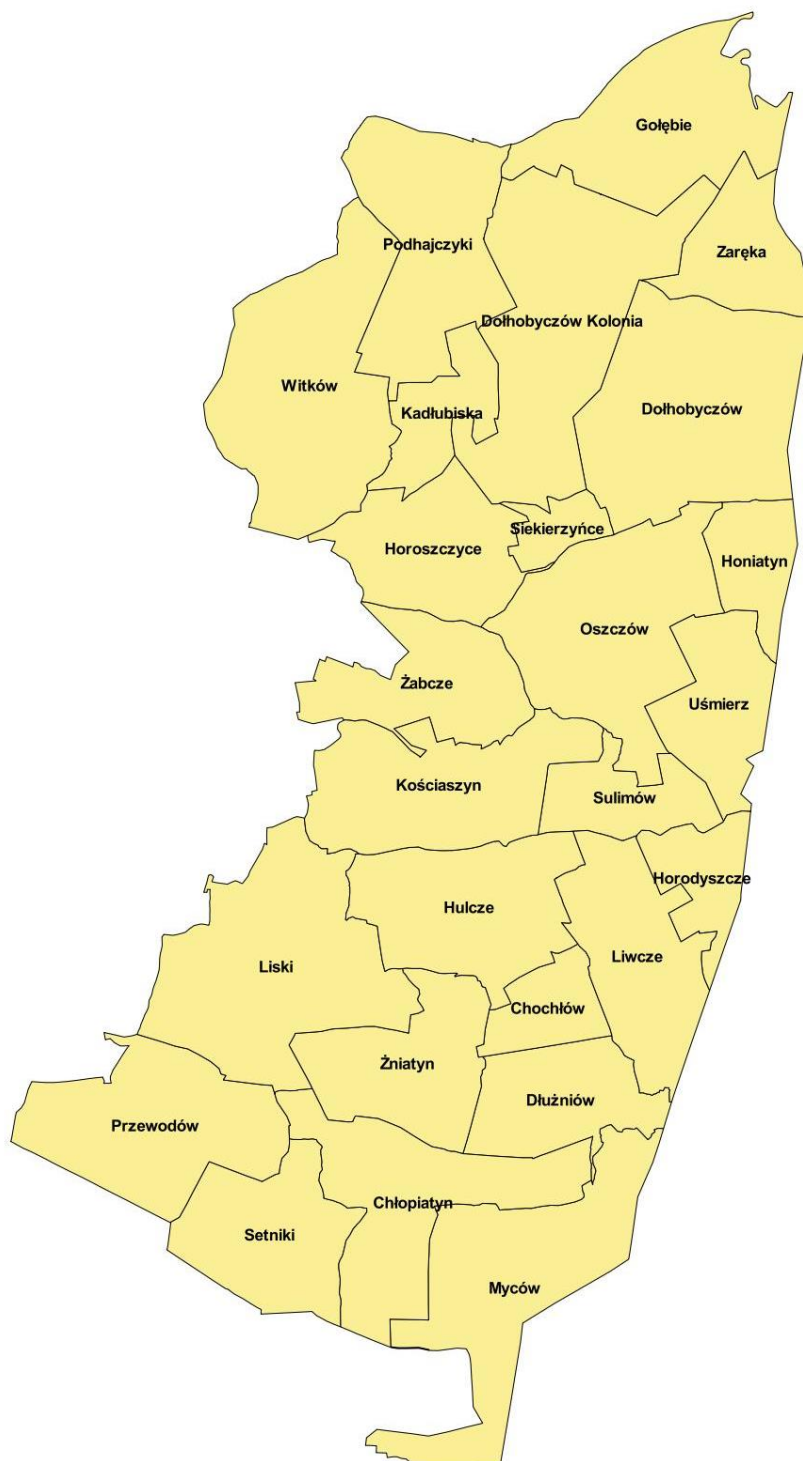 Gołębie
Podhajczyki
Zaręka
Dołhobyczów Kolonia
Witków
Kadłubiska
Dołhobyczów
Siekierzyńce
Horoszczyce
Honiatyn
Oszczów
Żabcze
Uśmierz
Kościaszyn
Sulimów
Horodyszcze
Hulcze
Liwcze
Liski
Chochłów
Żniatyn
Dłużniów
Przewodów
Chłopiatyn
Setniki
Myców